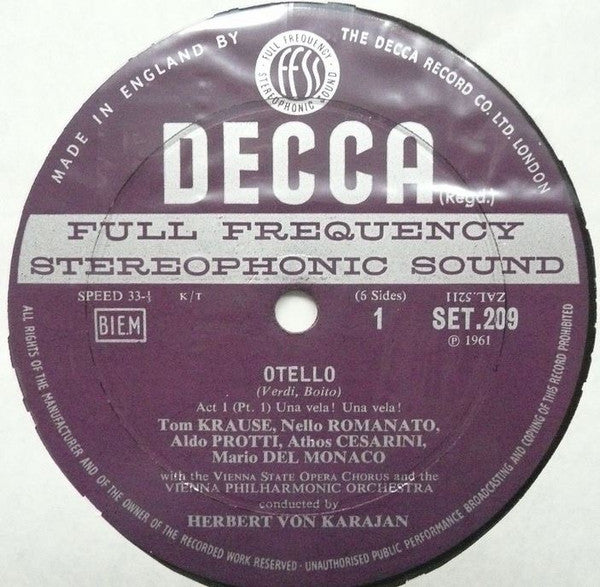 MADE IN ENGLAND BY
THE DECCA RECORD CO. LTD. LONDON
FULL FREQUENCY
STEREOPHONIC SOUND
FFSS
DECCA
(Regd.)
FULL FREQUENCY
STEREOPHONIC SOUND
SPEED 33-⅓ K/T (6 Sides) ZAL.5211
BIEM 1 SET.209
℗ 1961
OTELLO
(Verdi, Boito)
Act 1 (Pt. 1) Una vela! Una vela!
Tom KRAUSE, Nello ROMANATO,
Aldo PROTTI, Athos CESARINI,
Mario DEL MONACO
with the VIENNA STATE OPERA CHORUS and the
VIENNA PHILHARMONIC ORCHESTRA
conducted by
HERBERT VON KARAJAN
ALL RIGHTS OF THE MANUFACTURER AND OF THE OWNER OF THE RECORDED WORK RESERVED · UNAUTHORISED PUBLIC PERFORMANCE BROADCASTING AND COPYING OF THIS RECORD PROHIBITED